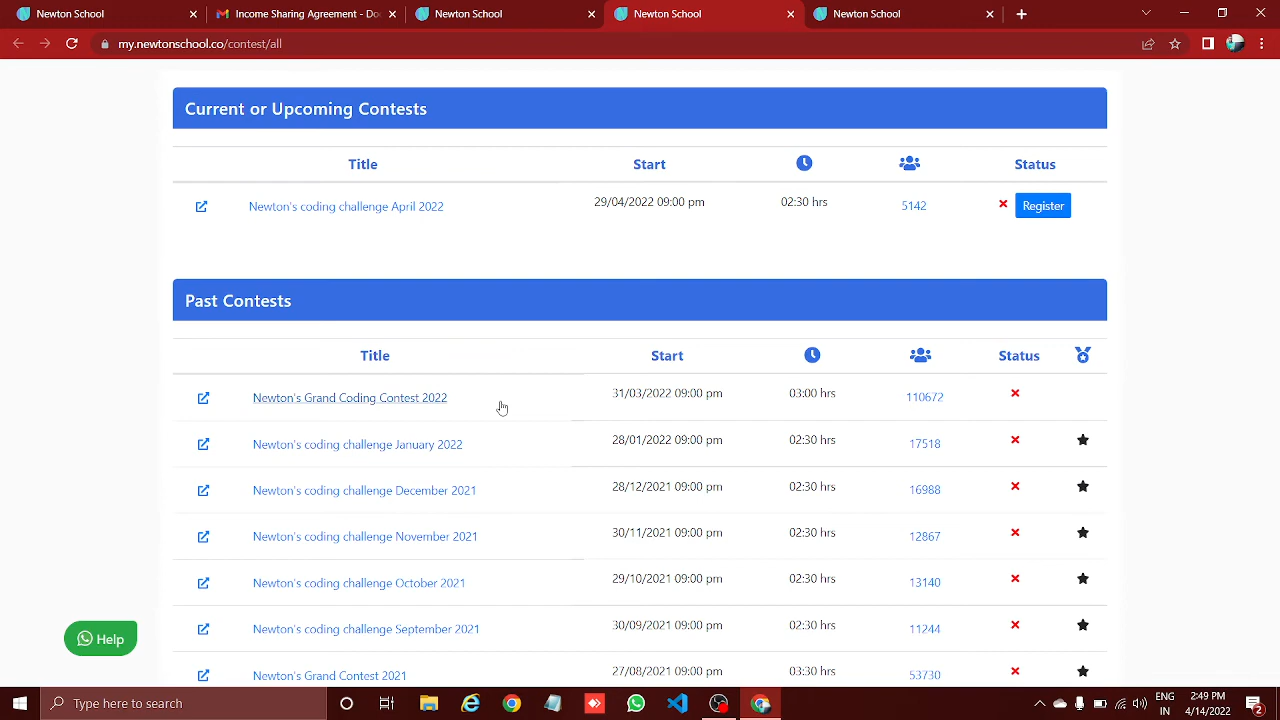 Newton School
Income Sharing Agreement - Doc
Newton School
Newton School
Newton School
my.newtonschool.co/contest/all
Current or Upcoming Contests
Title Start Status
Newton's coding challenge April 2022 29/04/2022 09:00 pm 02:30 hrs 5142 Register
Past Contests
Title Start Status
Newton's Grand Coding Contest 2022 31/03/2022 09:00 pm 03:00 hrs 110672
Newton's coding challenge January 2022 28/01/2022 09:00 pm 02:30 hrs 17518
Newton's coding challenge December 2021 28/12/2021 09:00 pm 02:30 hrs 16988
Newton's coding challenge November 2021 30/11/2021 09:00 pm 02:30 hrs 12867
Newton's coding challenge October 2021 29/10/2021 09:00 pm 02:30 hrs 13140
Newton's coding challenge September 2021 30/09/2021 09:00 pm 02:30 hrs 11244
Newton's Grand Contest 2021 27/08/2021 09:00 pm 03:30 hrs 53730
Help
Type here to search
ENG
IN
2:49 PM
4/14/2022
2